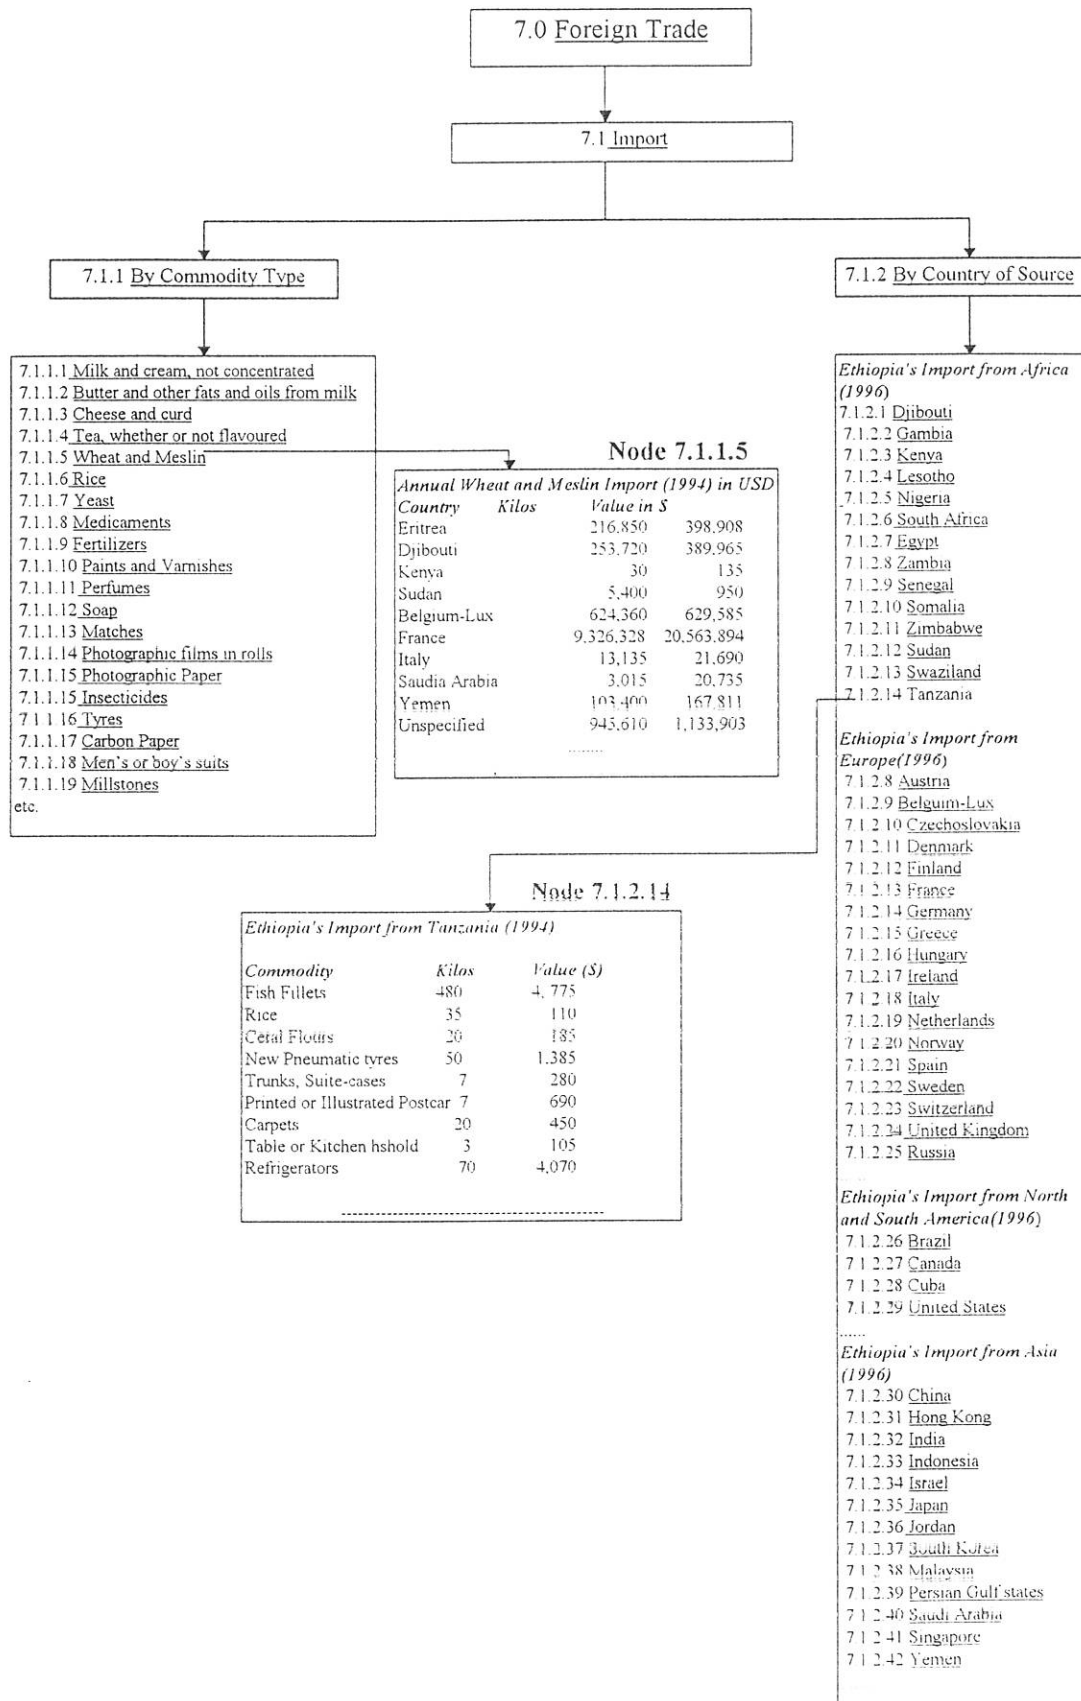 7.0 Foreign Trade
7.1 Import
7.1.1 By Commodity Type
7.1.2 By Country of Source
7.1.1.1 Milk and cream, not concentrated
7.1.1.2 Butter and other fats and oils from milk
7.1.1.3 Cheese and curd
7.1.1.4 Tea, whether or not flavoured
7.1.1.5 Wheat and Meslin
7.1.1.6 Rice
7.1.1.7 Yeast
7.1.1.8 Medicaments
7.1.1.9 Fertilizers
7.1.1.10 Paints and Varnishes
7.1.1.11 Perfumes
7.1.1.12 Soap
7.1.1.13 Matches
7.1.1.14 Photographic films in rolls
7.1.1.15 Photographic Paper
7.1.1.15 Insecticides
7.1.1.16 Tyres
7.1.1.17 Carbon Paper
7.1.1.18 Men's or boy's suits
7.1.1.19 Millstones
etc.
Node 7.1.1.5
Annual Wheat and Meslin Import (1994) in USD
Country Kilos Value in $
Eritrea 216,850 398,908
Djibouti 253,720 389,965
Kenya 30 135
Sudan 5,400 950
Belgium-Lux 624,360 629,585
France 9,326,328 20,563,894
Italy 13,135 21,690
Saudia Arabia 3,015 20,735
Yemen 103,400 167,811
Unspecified 945,610 1,133,903
........
Ethiopia's Import from Africa
(1996)
7.1.2.1 Djibouti
7.1.2.2 Gambia
7.1.2.3 Kenya
7.1.2.4 Lesotho
7.1.2.5 Nigeria
7.1.2.6 South Africa
7.1.2.7 Egypt
7.1.2.8 Zambia
7.1.2.9 Senegal
7.1.2.10 Somalia
7.1.2.11 Zimbabwe
7.1.2.12 Sudan
7.1.2.13 Swaziland
7.1.2.14 Tanzania
Ethiopia's Import from
Europe(1996)
7.1.2.8 Austria
7.1.2.9 Belguim-Lux
7.1.2.10 Czechoslovakia
7.1.2.11 Denmark
7.1.2.12 Finland
7.1.2.13 France
7.1.2.14 Germany
7.1.2.15 Greece
7.1.2.16 Hungary
7.1.2.17 Ireland
7.1.2.18 Italy
7.1.2.19 Netherlands
7.1.2.20 Norway
7.1.2.21 Spain
7.1.2.22 Sweden
7.1.2.23 Switzerland
7.1.2.24 United Kingdom
7.1.2.25 Russia
......
Ethiopia's Import from North
and South America(1996)
7.1.2.26 Brazil
7.1.2.27 Canada
7.1.2.28 Cuba
7.1.2.29 United States
......
Ethiopia's Import from Asia
(1996)
7.1.2.30 China
7.1.2.31 Hong Kong
7.1.2.32 India
7.1.2.33 Indonesia
7.1.2.34 Israel
7.1.2.35 Japan
7.1.2.36 Jordan
7.1.2.37 South Korea
7.1.2.38 Malaysia
7.1.2.39 Persian Gulf states
7.1.2.40 Saudi Arabia
7.1.2.41 Singapore
7.1.2.42 Yemen
Node 7.1.2.14
Ethiopia's Import from Tanzania (1994)
Commodity Kilos Value ($)
Fish Fillets 480 4,775
Rice 35 110
Ceral Flours 20 185
New Pneumatic tyres 50 1,385
Trunks, Suite-cases 7 280
Printed or Illustrated Postcar 7 690
Carpets 20 450
Table or Kitchen hshold 3 105
Refrigerators 70 4,070